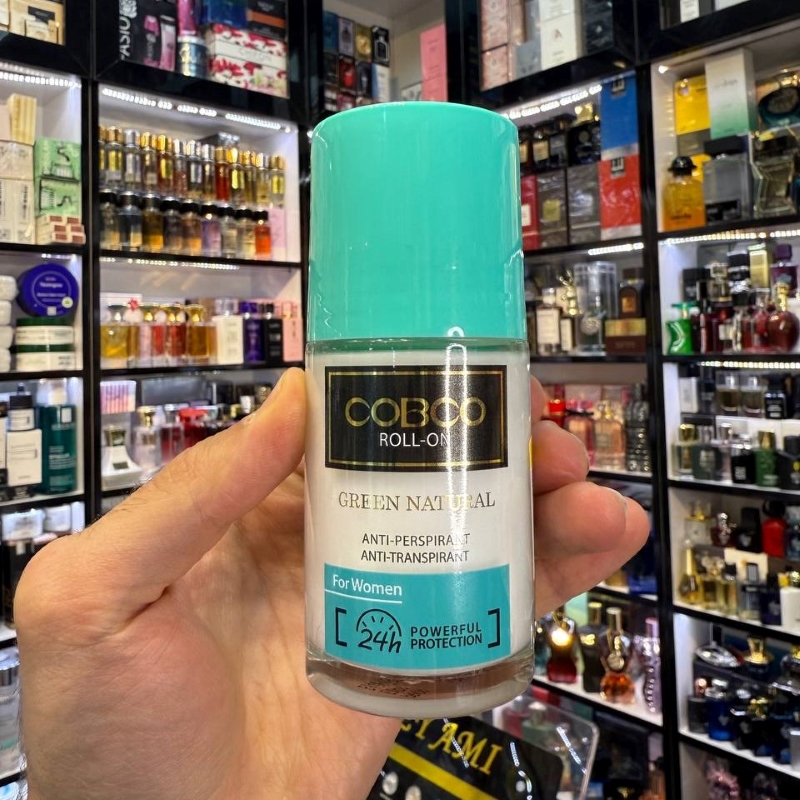 COBCO
ROLL-ON
GREEN NATURAL
ANTI-PERSPIRANT
ANTI-TRANSPIRANT
For Women
24h POWERFUL
PROTECTION